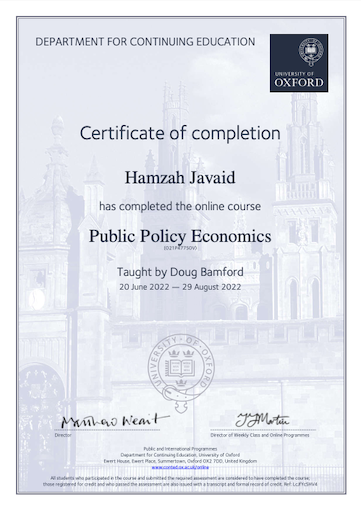 DEPARTMENT FOR CONTINUING EDUCATION
UNIVERSITY OF
OXFORD
Certificate of completion
Hamzah Javaid
has completed the online course
Public Policy Economics
Taught by Doug Bamford
20 June 2022 — 29 August 2022
UNIVERSITY · OF · OXFORD
Director
Director of Weekly Class and Online Programmes
Public and International Programmes
Department for Continuing Education, University of Oxford
Ewert House, Ewert Place, Summertown, Oxford OX2 7DD, United Kingdom
www.conted.ox.ac.uk/online
All students who participated in the course and submitted the required assessment are considered to have completed the course;
those registered for credit and who passed the assessment are also issued with a transcript and formal record of credit. Ref: